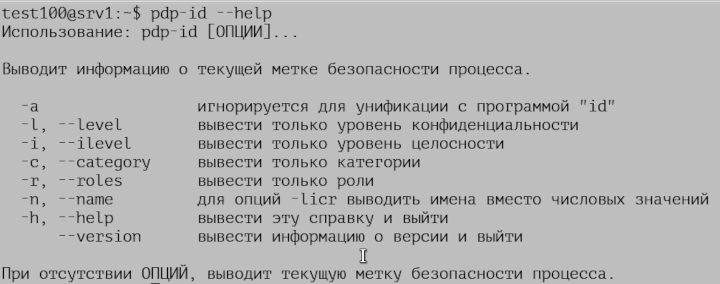 test100@srv1:~$ pdp-id --help
Использование: pdp-id [ОПЦИИ]...
Выводит информацию о текущей метке безопасности процесса.
-a игнорируется для унификации с программой "id"
-l, --level вывести только уровень конфиденциальности
-i, --ilevel вывести только уровень целосности
-c, --category вывести только категории
-r, --roles вывести только роли
-n, --name для опций -licr выводить имена вместо числовых значений
-h, --help вывести эту справку и выйти
--version вывести информацию о версии и выйти
При отсутствии ОПЦИЙ, выводит текущую метку безопасности процесса.